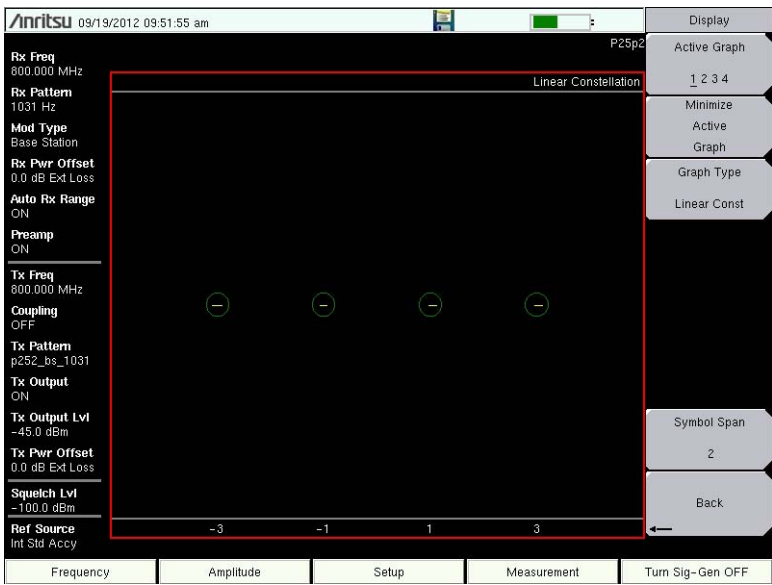 Anritsu 09/19/2012 09:51:55 am
Display
P25p2
Rx Freq
800.000 MHz
Rx Pattern
1031 Hz
Mod Type
Base Station
Rx Pwr Offset
0.0 dB Ext Loss
Auto Rx Range
ON
Preamp
ON
Tx Freq
800.000 MHz
Coupling
OFF
Tx Pattern
p252_bs_1031
Tx Output
ON
Tx Output Lvl
-45.0 dBm
Tx Pwr Offset
0.0 dB Ext Loss
Squelch Lvl
-100.0 dBm
Ref Source
Int Std Accy
Linear Constellation
-3 -1 1 3
Active Graph
1 2 3 4
Minimize
Active
Graph
Graph Type
Linear Const
Symbol Span
2
Back
Frequency Amplitude Setup Measurement Turn Sig-Gen OFF